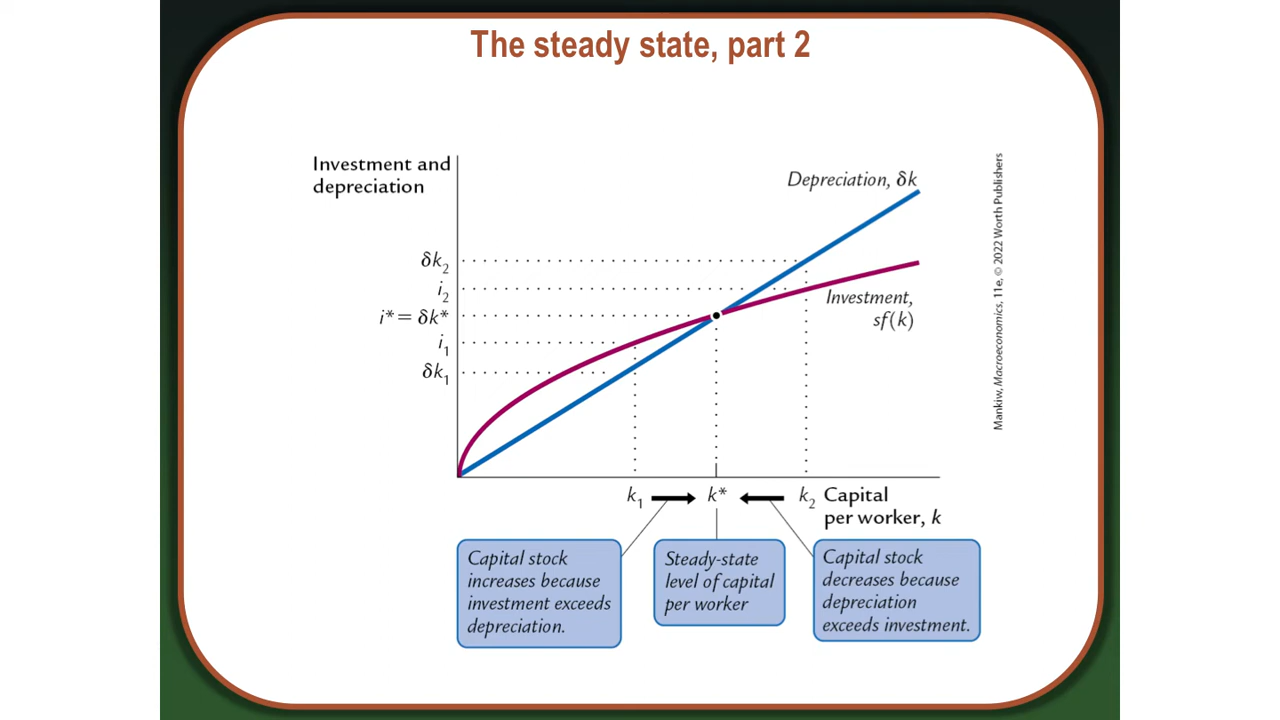 The steady state, part 2
Investment and
depreciation
Depreciation, δk
δk₂
i₂
i* = δk*
i₁
δk₁
Investment,
sf(k)
Mankiw, Macroeconomics, 11e, © 2022 Worth Publishers
k₁
k*
k₂
Capital
per worker, k
Capital stock
increases because
investment exceeds
depreciation.
Steady-state
level of capital
per worker
Capital stock
decreases because
depreciation
exceeds investment.